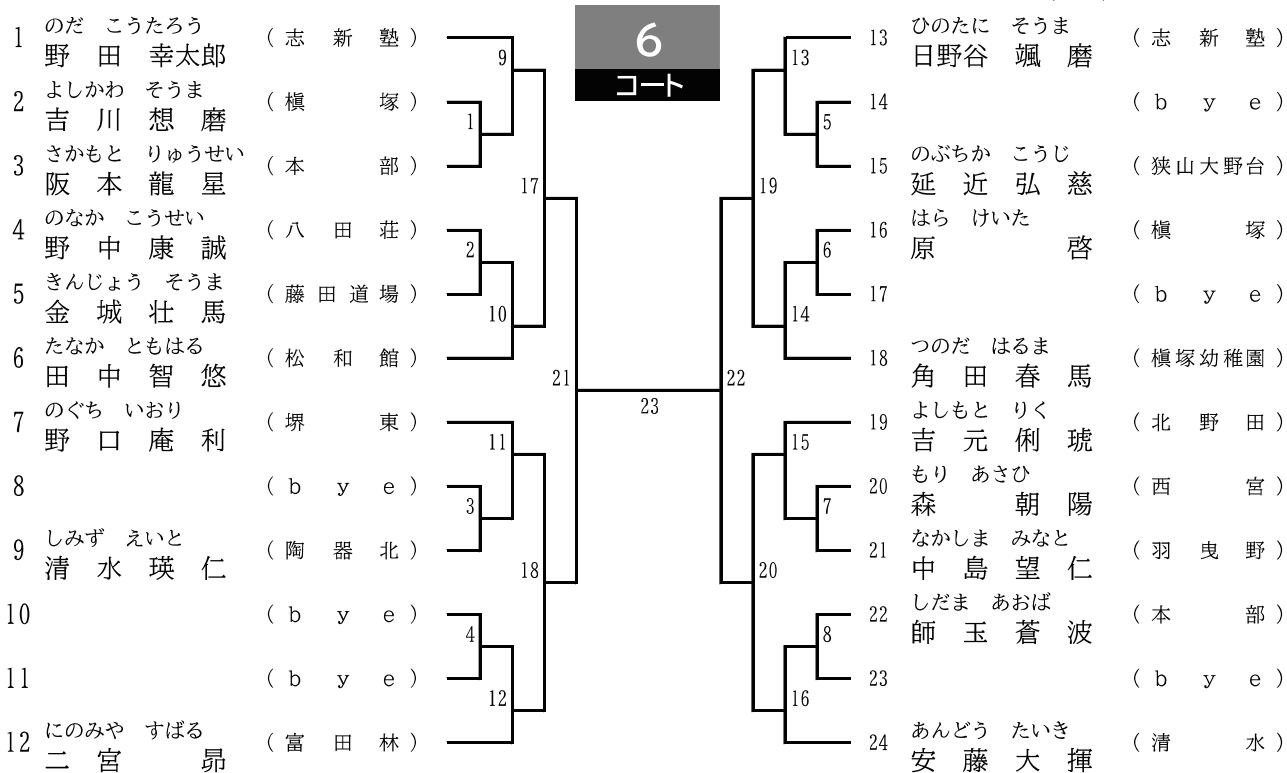 6
コート
のだ　こうたろう
1 野田　幸太郎 （志新塾）
よしかわ　そうま
2 吉川想磨 （槇塚）
さかもと　りゅうせい
3 阪本龍星 （本部）
のなか　こうせい
4 野中康誠 （八田荘）
きんじょう　そうま
5 金城壮馬 （藤田道場）
たなか　ともはる
6 田中智悠 （松和館）
のぐち　いおり
7 野口庵利 （堺東）
8 （bye）
しみず　えいと
9 清水瑛仁 （陶器北）
10 （bye）
11 （bye）
にのみや　すばる
12 二宮　昴 （富田林）
9
1
17
2
10
21
11
3
18
4
12
23
13
5
19
6
14
22
15
7
20
8
16
ひのたに　そうま
13 日野谷　颯磨 （志新塾）
14 （bye）
のぶちか　こうじ
15 延近弘慈 （狭山大野台）
はら　けいた
16 原　啓 （槇塚）
17 （bye）
つのだ　はるま
18 角田春馬 （槇塚幼稚園）
よしもと　りく
19 吉元俐琥 （北野田）
もり　あさひ
20 森　朝陽 （西宮）
なかしま　みなと
21 中島望仁 （羽曳野）
しだま　あおば
22 師玉蒼波 （本部）
23 （bye）
あんどう　たいき
24 安藤大揮 （清水）